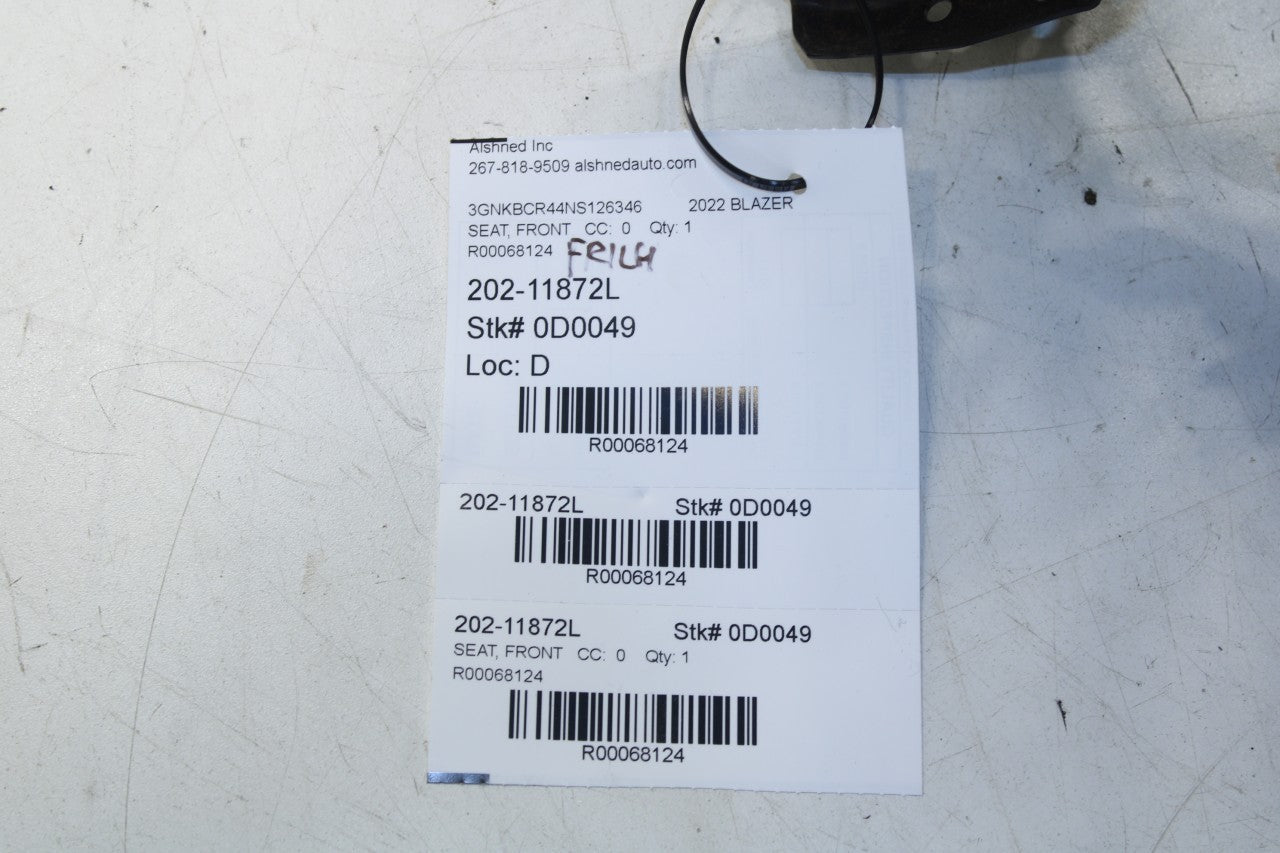 Alshned Inc
267-818-9509 alshnedauto.com
3GNKBCR44NS126346 2022 BLAZER
SEAT, FRONT CC: 0 Qty: 1
R00068124
202-11872L
Stk# 0D0049
Loc: D
R00068124
202-11872L Stk# 0D0049
R00068124
202-11872L Stk# 0D0049
SEAT, FRONT CC: 0 Qty: 1
R00068124
R00068124